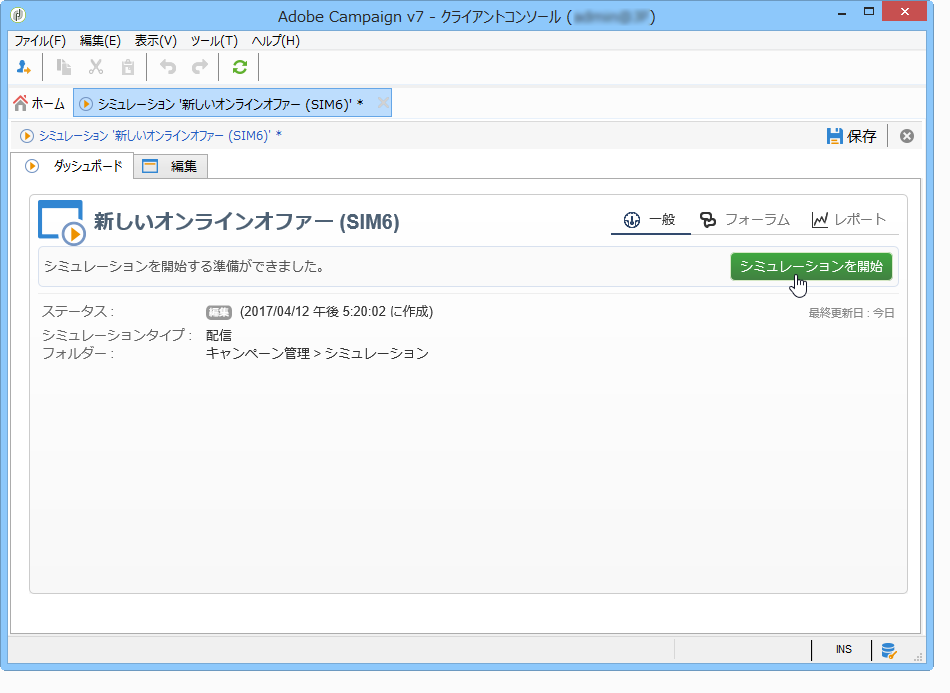 Adobe Campaign v7 - クライアントコンソール ( )
ファイル(F) 編集(E) 表示(V) ツール(T) ヘルプ(H)
ホーム シミュレーション '新しいオンラインオファー (SIM6)' *
シミュレーション '新しいオンラインオファー (SIM6)' * 保存
ダッシュボード 編集
新しいオンラインオファー (SIM6) 一般 フォーラム レポート
シミュレーションを開始する準備ができました。 シミュレーションを開始
ステータス : 編集 (2017/04/12 午後 5:20:02 に作成) 最終更新日 : 今日
シミュレーションタイプ : 配信
フォルダー : キャンペーン管理 > シミュレーション
INS